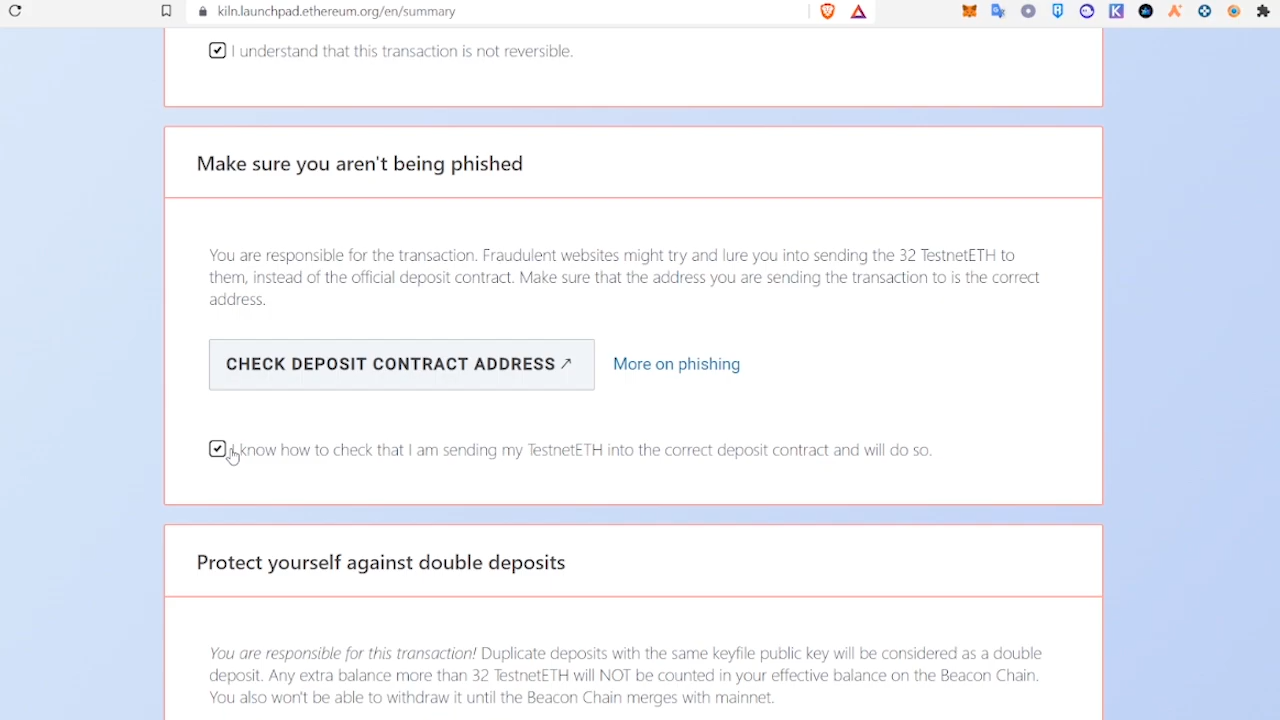 kiln.launchpad.ethereum.org/en/summary
I understand that this transaction is not reversible.
Make sure you aren't being phished
You are responsible for the transaction. Fraudulent websites might try and lure you into sending the 32 TestnetETH to
them, instead of the official deposit contract. Make sure that the address you are sending the transaction to is the correct
address.
CHECK DEPOSIT CONTRACT ADDRESS ↗
More on phishing
I know how to check that I am sending my TestnetETH into the correct deposit contract and will do so.
Protect yourself against double deposits
You are responsible for this transaction! Duplicate deposits with the same keyfile public key will be considered as a double
deposit. Any extra balance more than 32 TestnetETH will NOT be counted in your effective balance on the Beacon Chain.
You also won't be able to withdraw it until the Beacon Chain merges with mainnet.